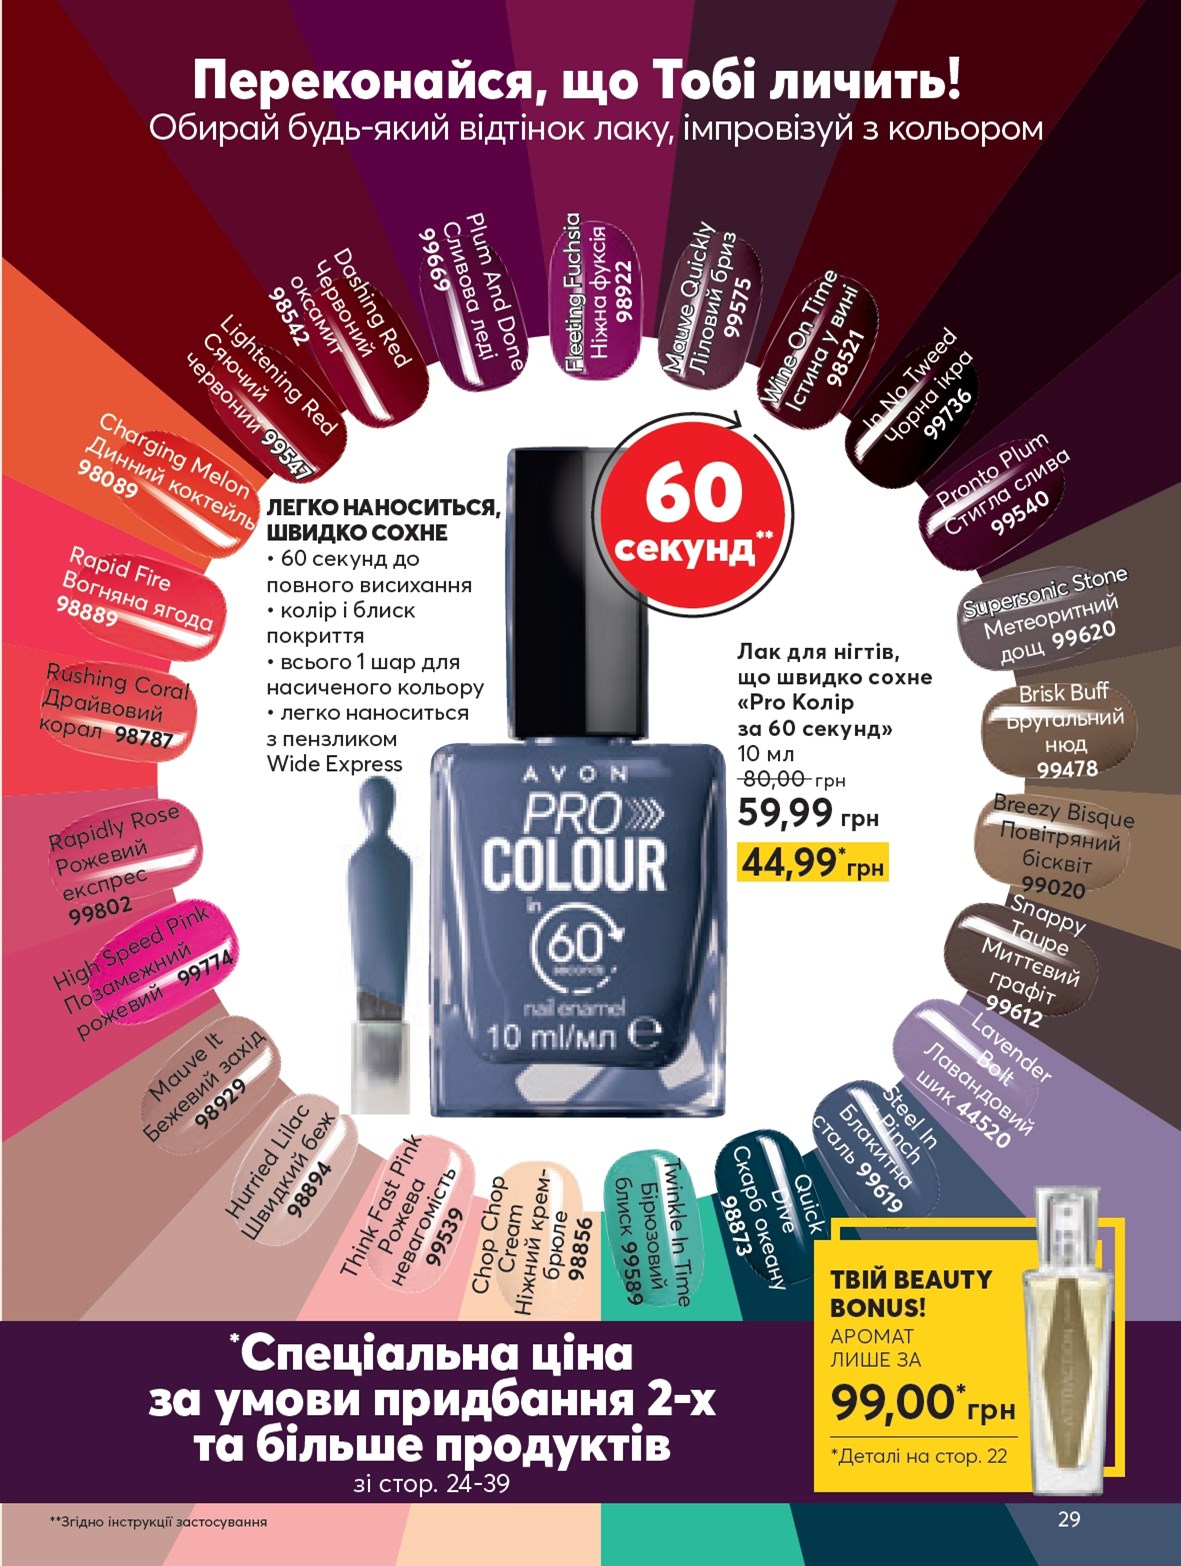 Переконайся, що Тобі личить!
Обирай будь-який відтінок лаку, імпровізуй з кольором
Plum And Done
Сливова леді
99669
Fleeting Fuchsia
Ніжна фуксія
98922
Mauve Quickly
Ліловий бриз
99575
Wine On Time
Істина у вині
98521
In No Tweed
Чорна ікра
99736
Pronto Plum
Стигла слива
99540
Supersonic Stone
Метеоритний
дощ 99620
Brisk Buff
Брутальний
нюд
99478
Breezy Bisque
Повітряний
бісквіт
99020
Snappy
Taupe
Миттєвий
графіт
99612
Lavender
Bolt
Лавандовий
шик 44520
Steel In
A Pinch
Блакитна
сталь 99619
Quick
Dive
Скарб океану
98873
Twinkle In Time
Бірюзовий
блиск 99589
Chop Chop
Cream
Ніжний крем-
брюле
98856
Think Fast Pink
Рожева
невагомість
99539
Hurried Lilac
Швидкий беж
98894
Mauve It
Бежевий захід
98929
High Speed Pink
Позамежний
рожевий 99774
Rapidly Rose
Рожевий
експрес
99802
Rushing Coral
Драйвовий
корал 98787
Rapid Fire
Вогняна ягода
98889
Charging Melon
Динний коктейль
98089
Lightening Red
Сяючий
червоний 99547
Dashing Red
Червоний
оксамит
98542
ЛЕГКО НАНОСИТЬСЯ,
ШВИДКО СОХНЕ
• 60 секунд до
повного висихання
• колір і блиск
покриття
• всього 1 шар для
насиченого кольору
• легко наноситься
з пензликом
Wide Express
60
секунд**
AVON
PRO
COLOUR
in
60
seconds
nail enamel
10 ml/мл ℮
Лак для нігтів,
що швидко сохне
«Pro Колір
за 60 секунд»
10 мл
80,00 грн
59,99 грн
44,99* грн
*Спеціальна ціна
за умови придбання 2-х
та більше продуктів
зі стор. 24-39
ТВІЙ BEAUTY
BONUS!
АРОМАТ
ЛИШЕ ЗА
99,00* грн
*Деталі на стор. 22
ATTRACTION
**Згідно інструкції застосування
29